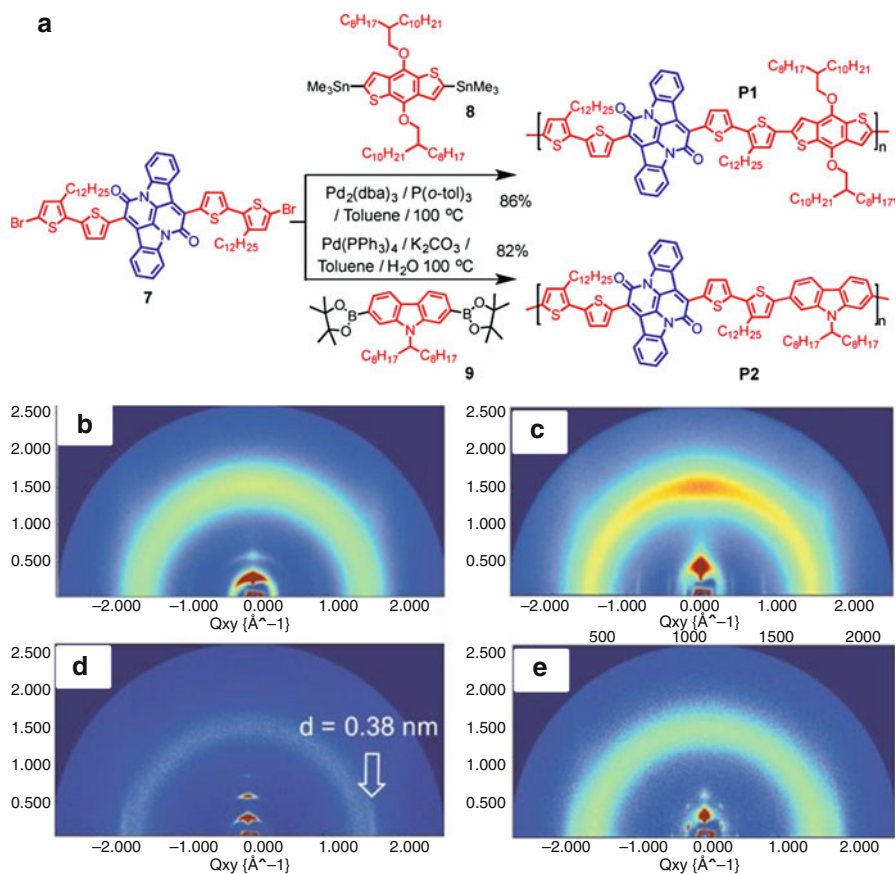 a
C8H17 C10H21
O
S
Me3Sn SnMe3
S
O
8
C10H21 C8H17
C12H25
Br S S
O N
N O
S S Br
C12H25
7
Pd2(dba)3 / P(o-tol)3
/ Toluene / 100 °C
86%
Pd(PPh3)4 / K2CO3 /
Toluene / H2O 100 °C
82%
O B O
N
O B O
C8H17 C8H17
9
P1
C8H17 C10H21
C12H25
O N
N O
S S S S S S
O O
C12H25
n
C10H21 C8H17
C12H25
O N
N O
S S S S
C12H25
N
n
C8H17 C8H17
P2
b
2.500
2.000
1.500
1.000
0.500
−2.000 −1.000 0.000 1.000 2.000
Qxy {Å^−1}
c
2.500
2.000
1.500
1.000
0.500
−2.000 −1.000 0.000 1.000 2.000
Qxy {Å^−1}
500 1000 1500 2000
d
2.500
2.000
1.500
1.000
0.500
d = 0.38 nm
−2.000 −1.000 0.000 1.000 2.000
Qxy {Å^−1}
e
2.500
2.000
1.500
1.000
0.500
−2.000 −1.000 0.000 1.000 2.000
Qxy {Å^−1}